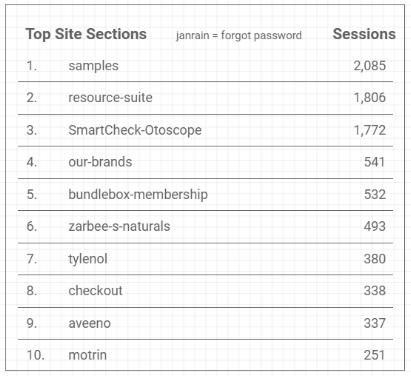 Top Site Sections janrain = forgot password Sessions
1. samples 2,085
2. resource-suite 1,806
3. SmartCheck-Otoscope 1,772
4. our-brands 541
5. bundlebox-membership 532
6. zarbee-s-naturals 493
7. tylenol 380
8. checkout 338
9. aveeno 337
10. motrin 251